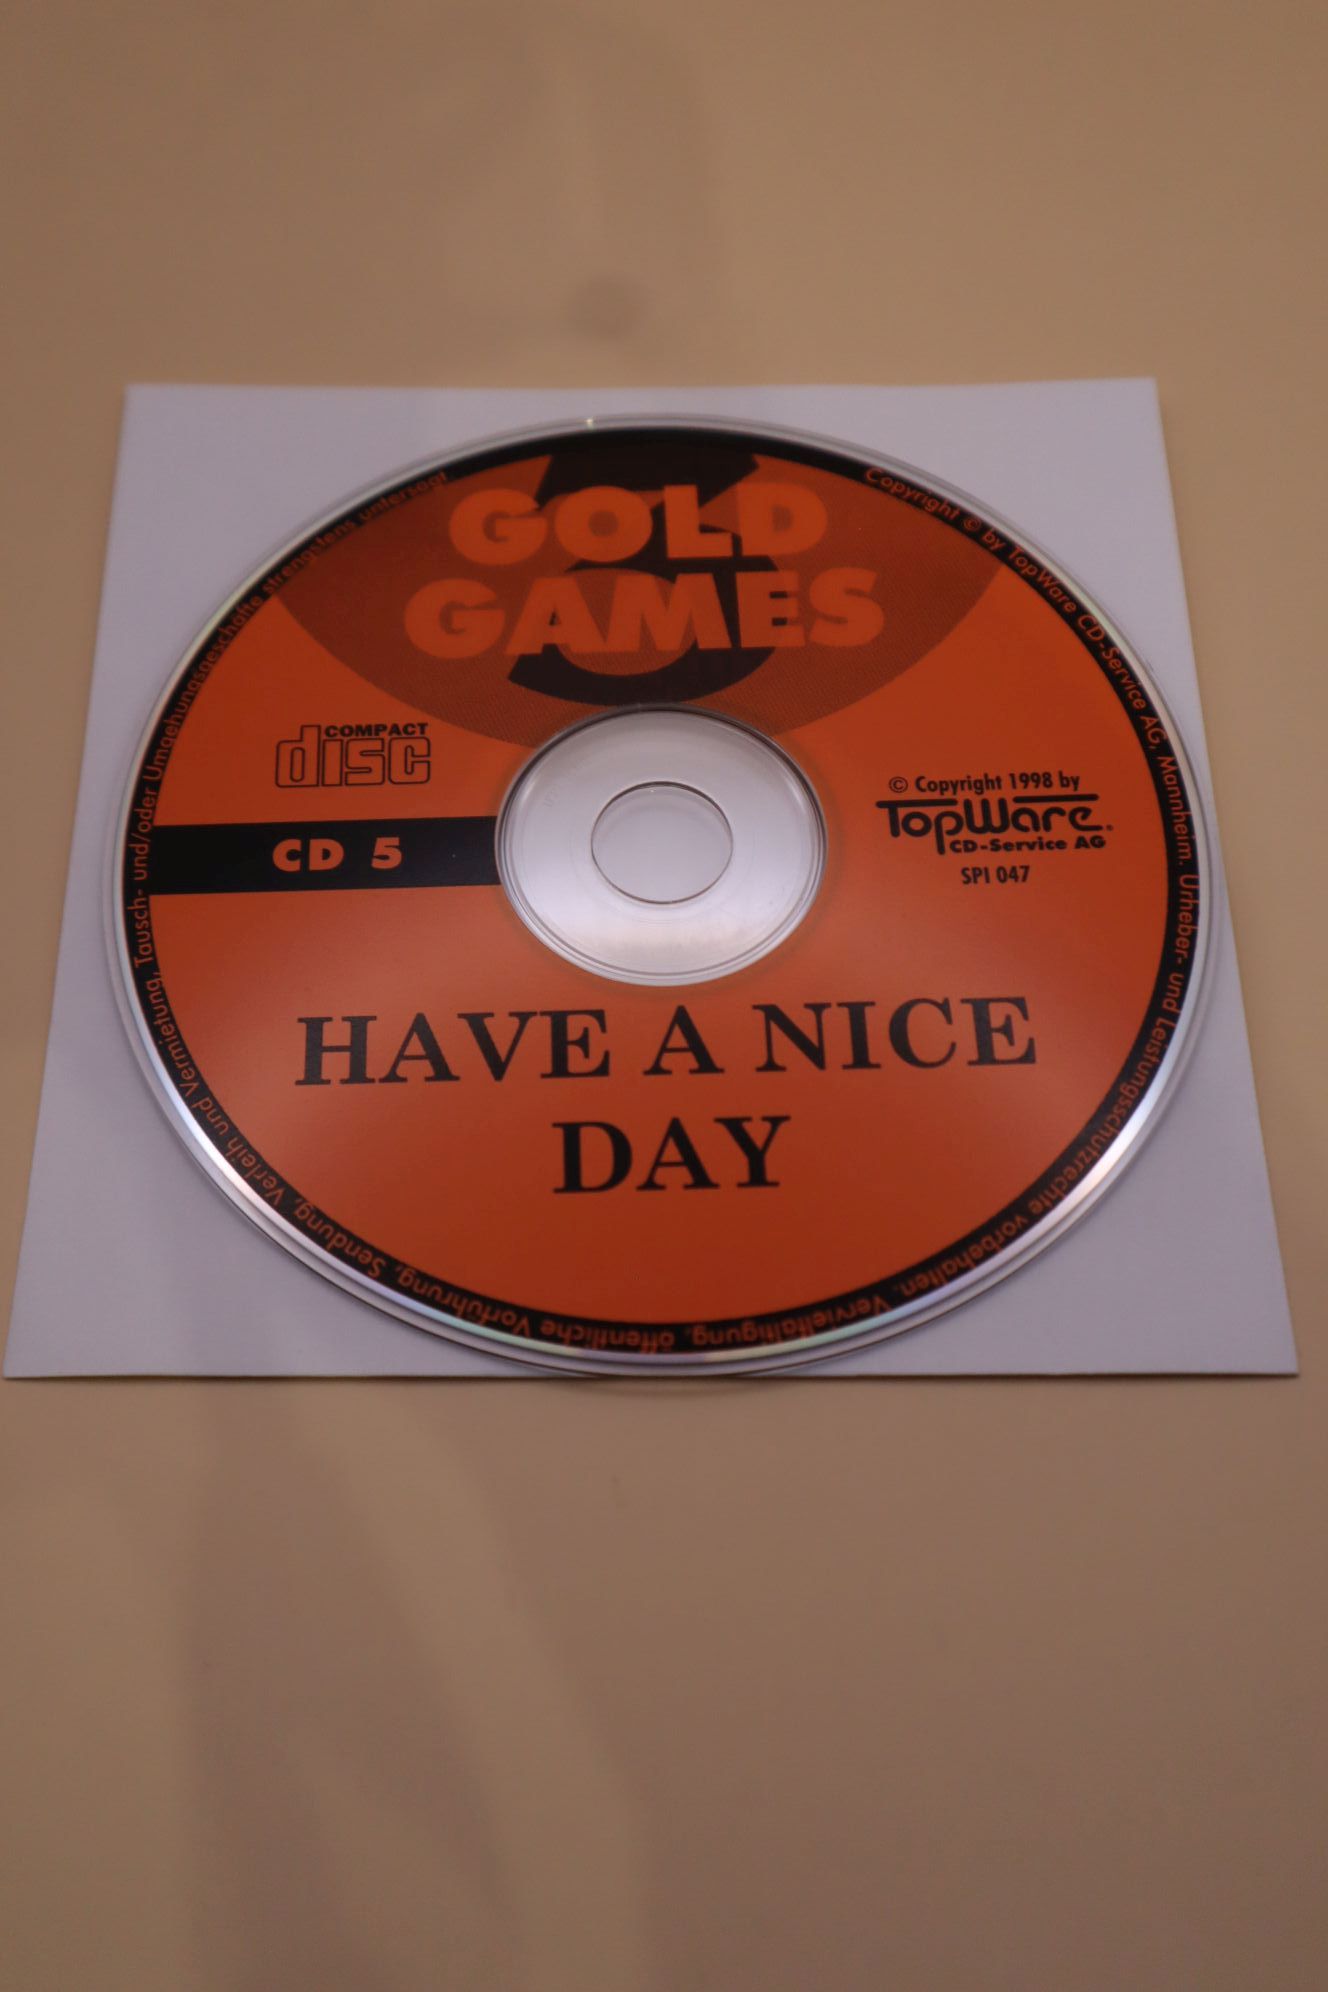 3
GOLD
GAMES
COMPACT
disc
CD 5
© Copyright 1998 by
TopWare®
CD-Service AG
SPI 047
HAVE A NICE
DAY
Copyright © by TopWare CD-Service AG, Mannheim. Urheber- und Leistungsschutzrechte vorbehalten. Vervielfältigung, öffentliche Vorführung, Sendung, Verleih und Vermietung, Tausch- und/oder Umgehungsgeschäfte strengstens untersagt